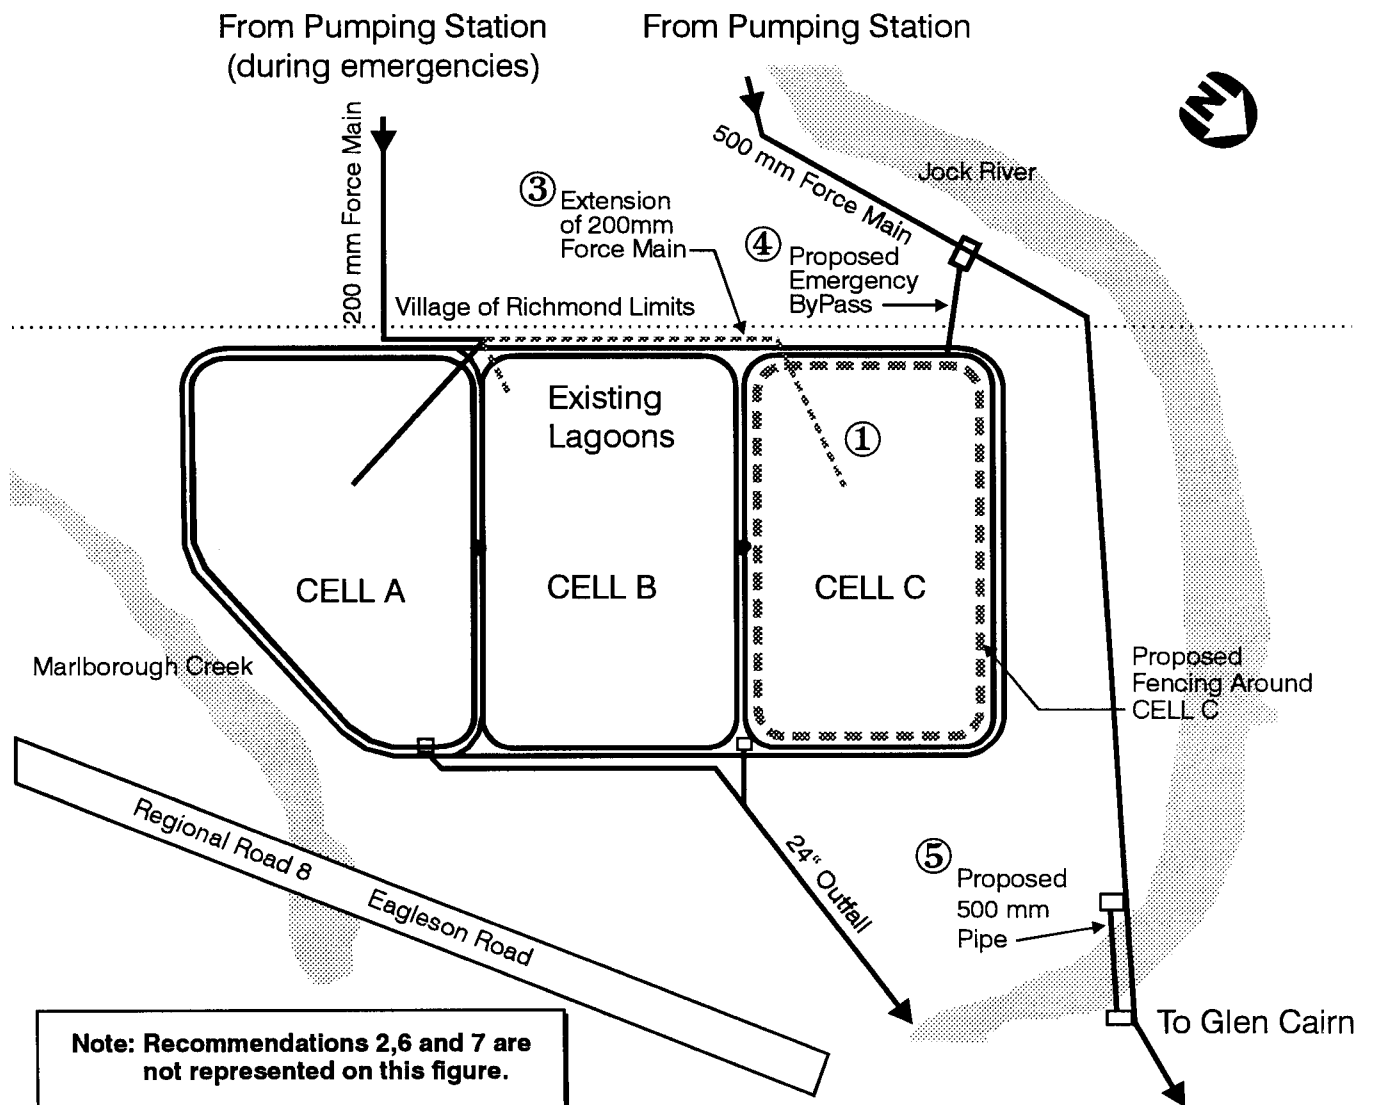 From Pumping Station
(during emergencies)
From Pumping Station
N
200 mm Force Main
500 mm Force Main
Jock River
③ Extension
of 200mm
Force Main
④ Proposed
Emergency
ByPass
Village of Richmond Limits
Existing
Lagoons
①
CELL A
CELL B
CELL C
Marlborough Creek
Proposed
Fencing Around
CELL C
Regional Road 8 Eagleson Road
24" Outfall
⑤ Proposed
500 mm
Pipe
To Glen Cairn
Note: Recommendations 2,6 and 7 are
not represented on this figure.